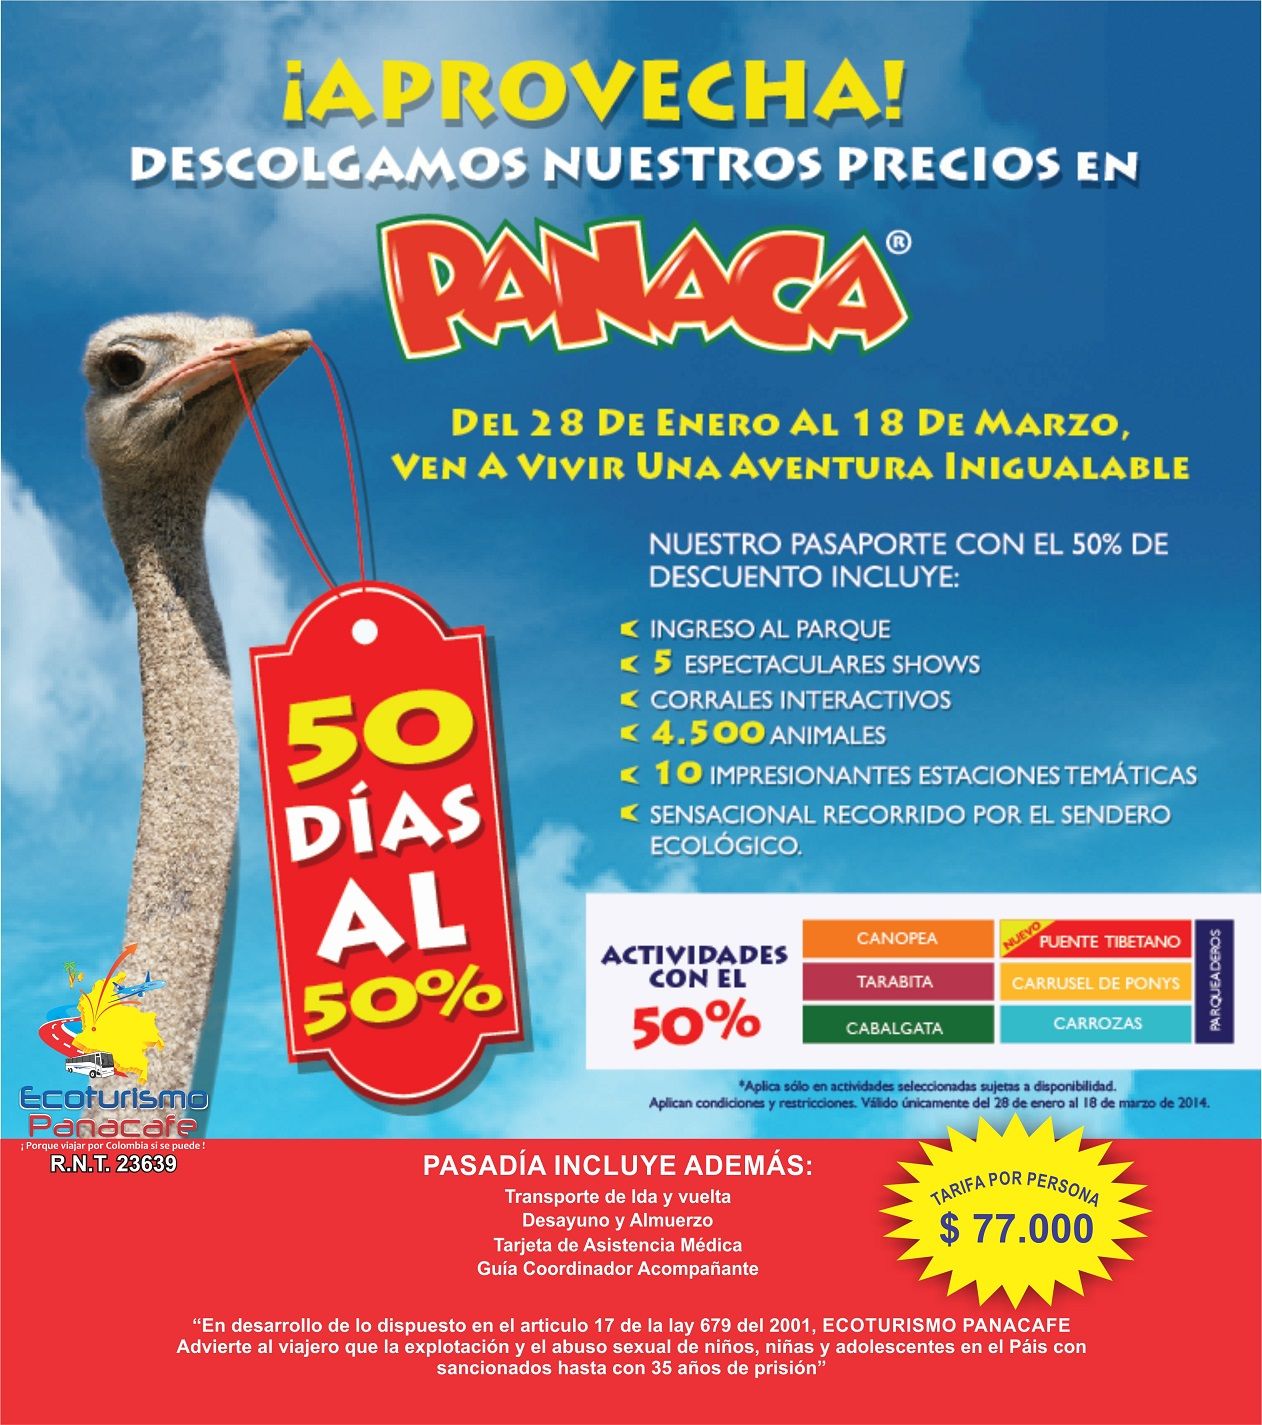 ¡APROVECHA!
DESCOLGAMOS NUESTROS PRECIOS EN
PANACA®
DEL 28 DE ENERO AL 18 DE MARZO,
VEN A VIVIR UNA AVENTURA INIGUALABLE
NUESTRO PASAPORTE CON EL 50% DE
DESCUENTO INCLUYE:
INGRESO AL PARQUE
5 ESPECTACULARES SHOWS
CORRALES INTERACTIVOS
4.500 ANIMALES
10 IMPRESIONANTES ESTACIONES TEMÁTICAS
SENSACIONAL RECORRIDO POR EL SENDERO
ECOLÓGICO.
50
DÍAS
AL
50%
ACTIVIDADES
CON EL
50%
CANOPEA
TARABITA
CABALGATA
NUEVO
PUENTE TIBETANO
CARRUSEL DE PONYS
CARROZAS
PARQUEADEROS
*Aplica sólo en actividades seleccionadas sujetas a disponibilidad.
Aplican condiciones y restricciones. Válido únicamente del 28 de enero al 18 de marzo de 2014.
Ecoturismo
Panacafe
¡ Porque viajar por Colombia si se puede !
R.N.T. 23639
PASADÍA INCLUYE ADEMÁS:
Transporte de Ida y vuelta
Desayuno y Almuerzo
Tarjeta de Asistencia Médica
Guía Coordinador Acompañante
TARIFA POR PERSONA
$ 77.000
“En desarrollo de lo dispuesto en el articulo 17 de la lay 679 del 2001, ECOTURISMO PANACAFE
Advierte al viajero que la explotación y el abuso sexual de niños, niñas y adolescentes en el Páis con
sancionados hasta con 35 años de prisión”